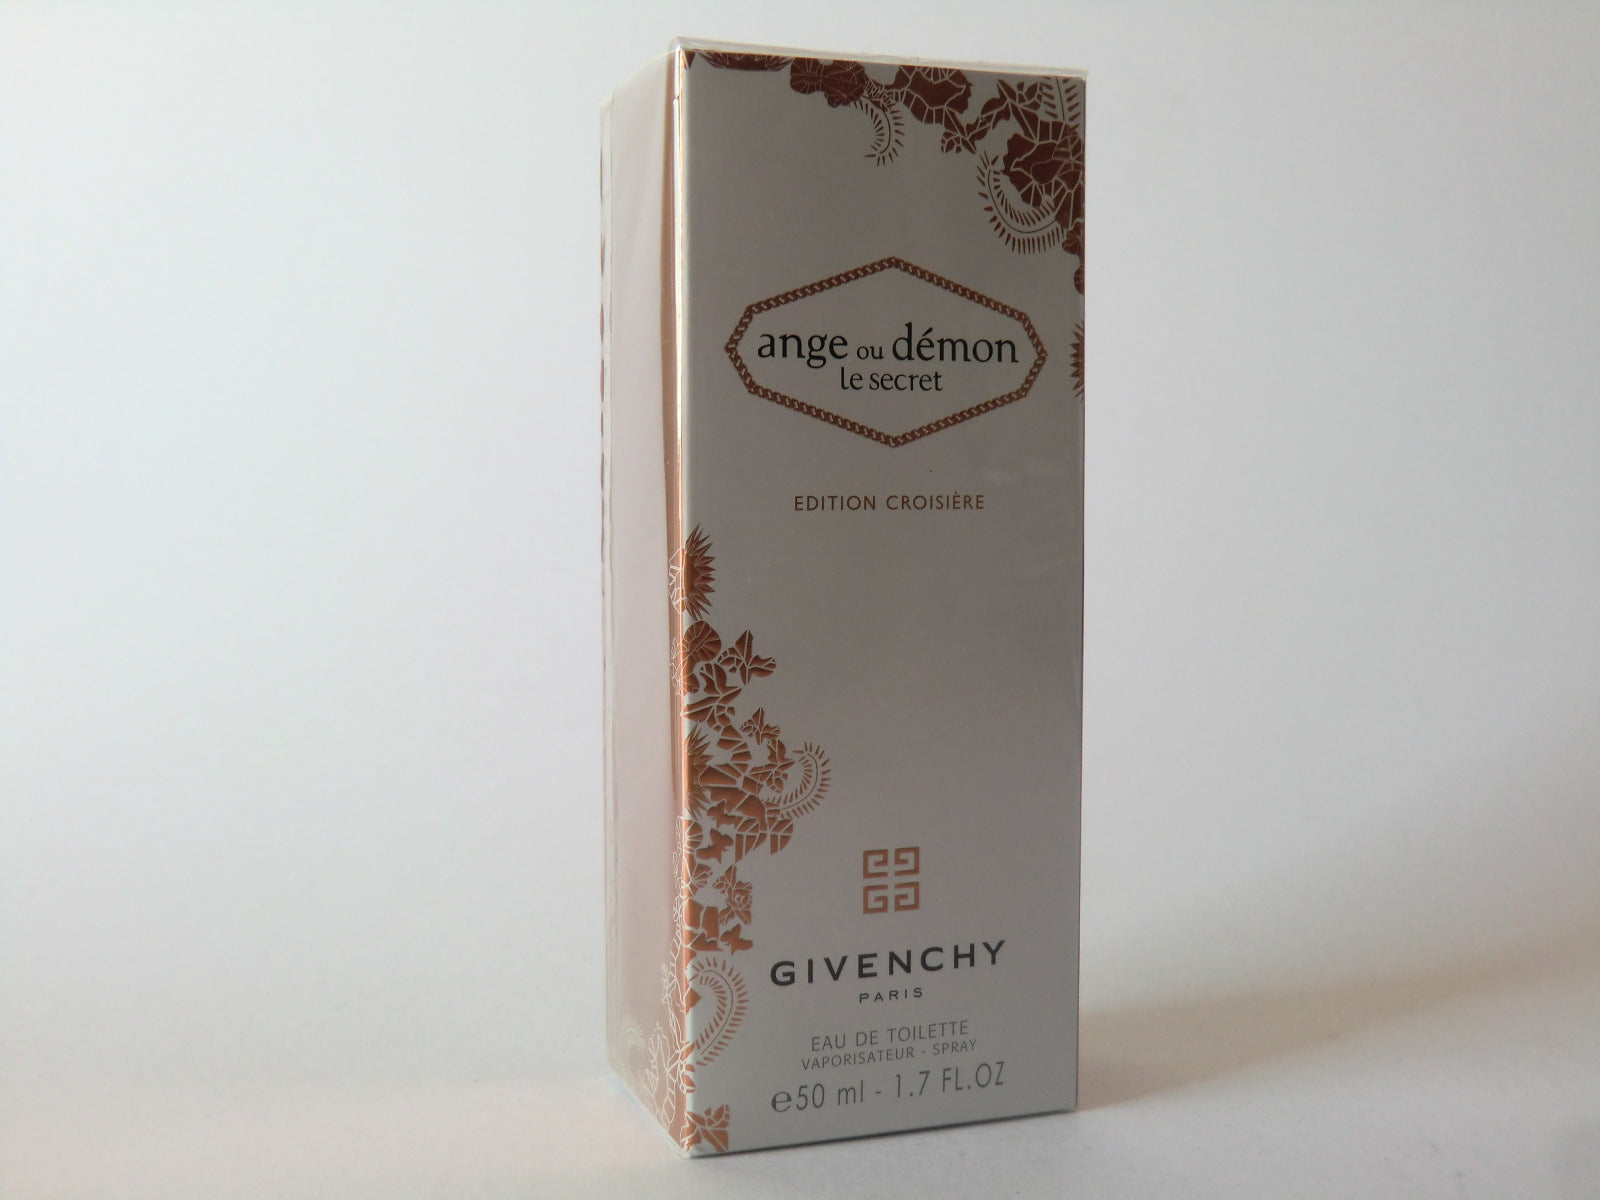 ange ou démon
le secret
EDITION CROISIÈRE
GIVENCHY
PARIS
EAU DE TOILETTE
VAPORISATEUR - SPRAY
℮50 ml - 1.7 FL.OZ